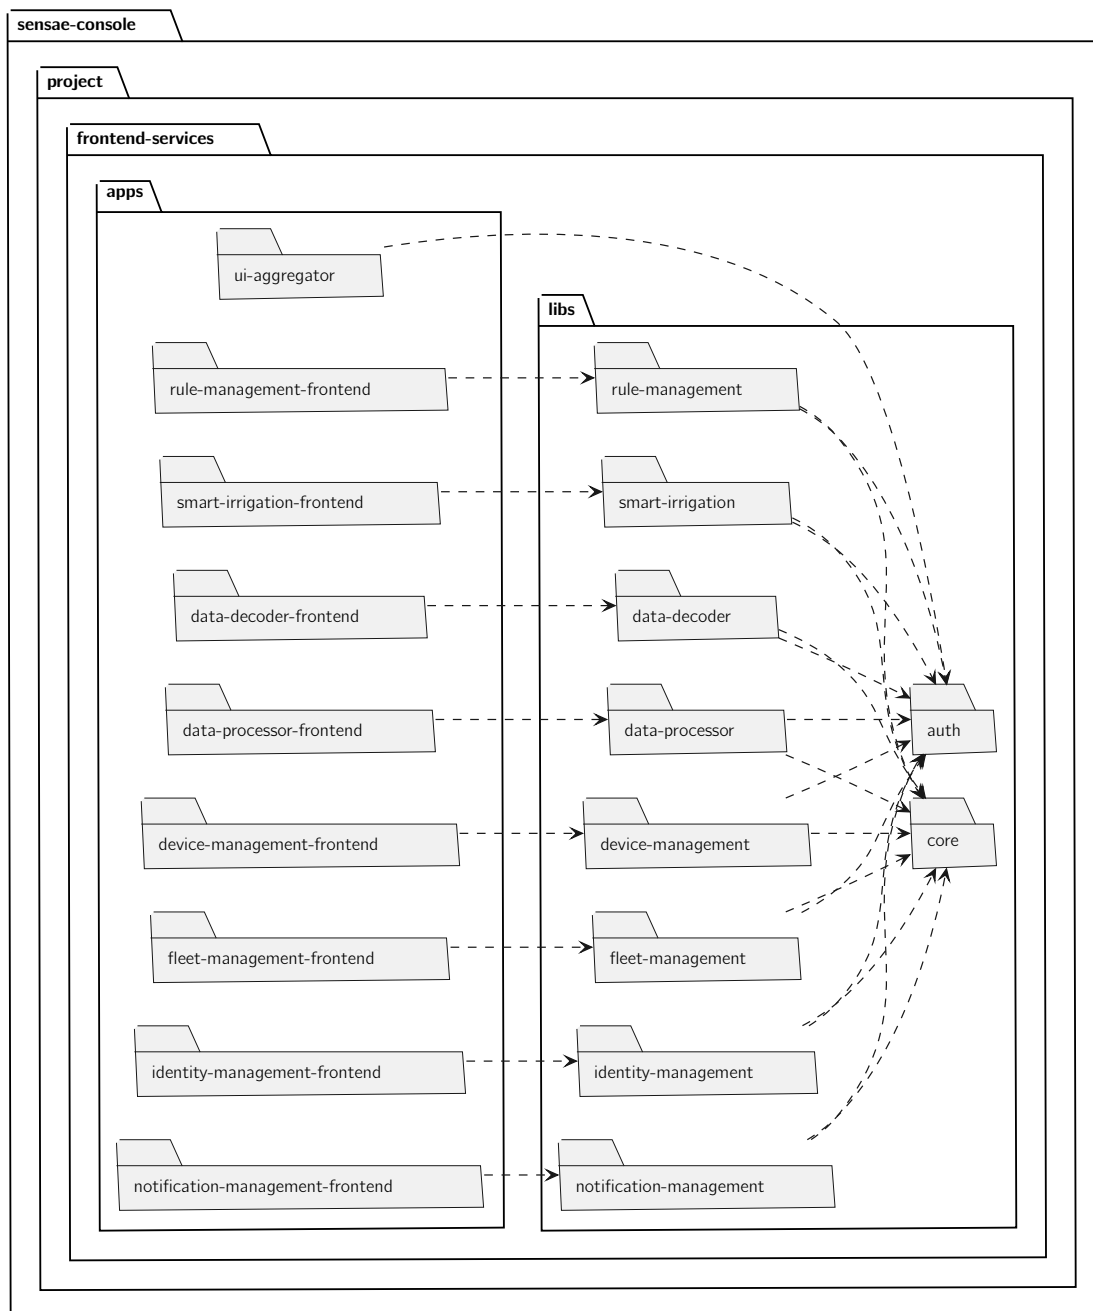 sensae-console
project
frontend-services
apps
ui-aggregator
libs
rule-management-frontend
rule-management
smart-irrigation-frontend
smart-irrigation
data-decoder-frontend
data-decoder
data-processor-frontend
data-processor
auth
device-management-frontend
device-management
core
fleet-management-frontend
fleet-management
identity-management-frontend
identity-management
notification-management-frontend
notification-management